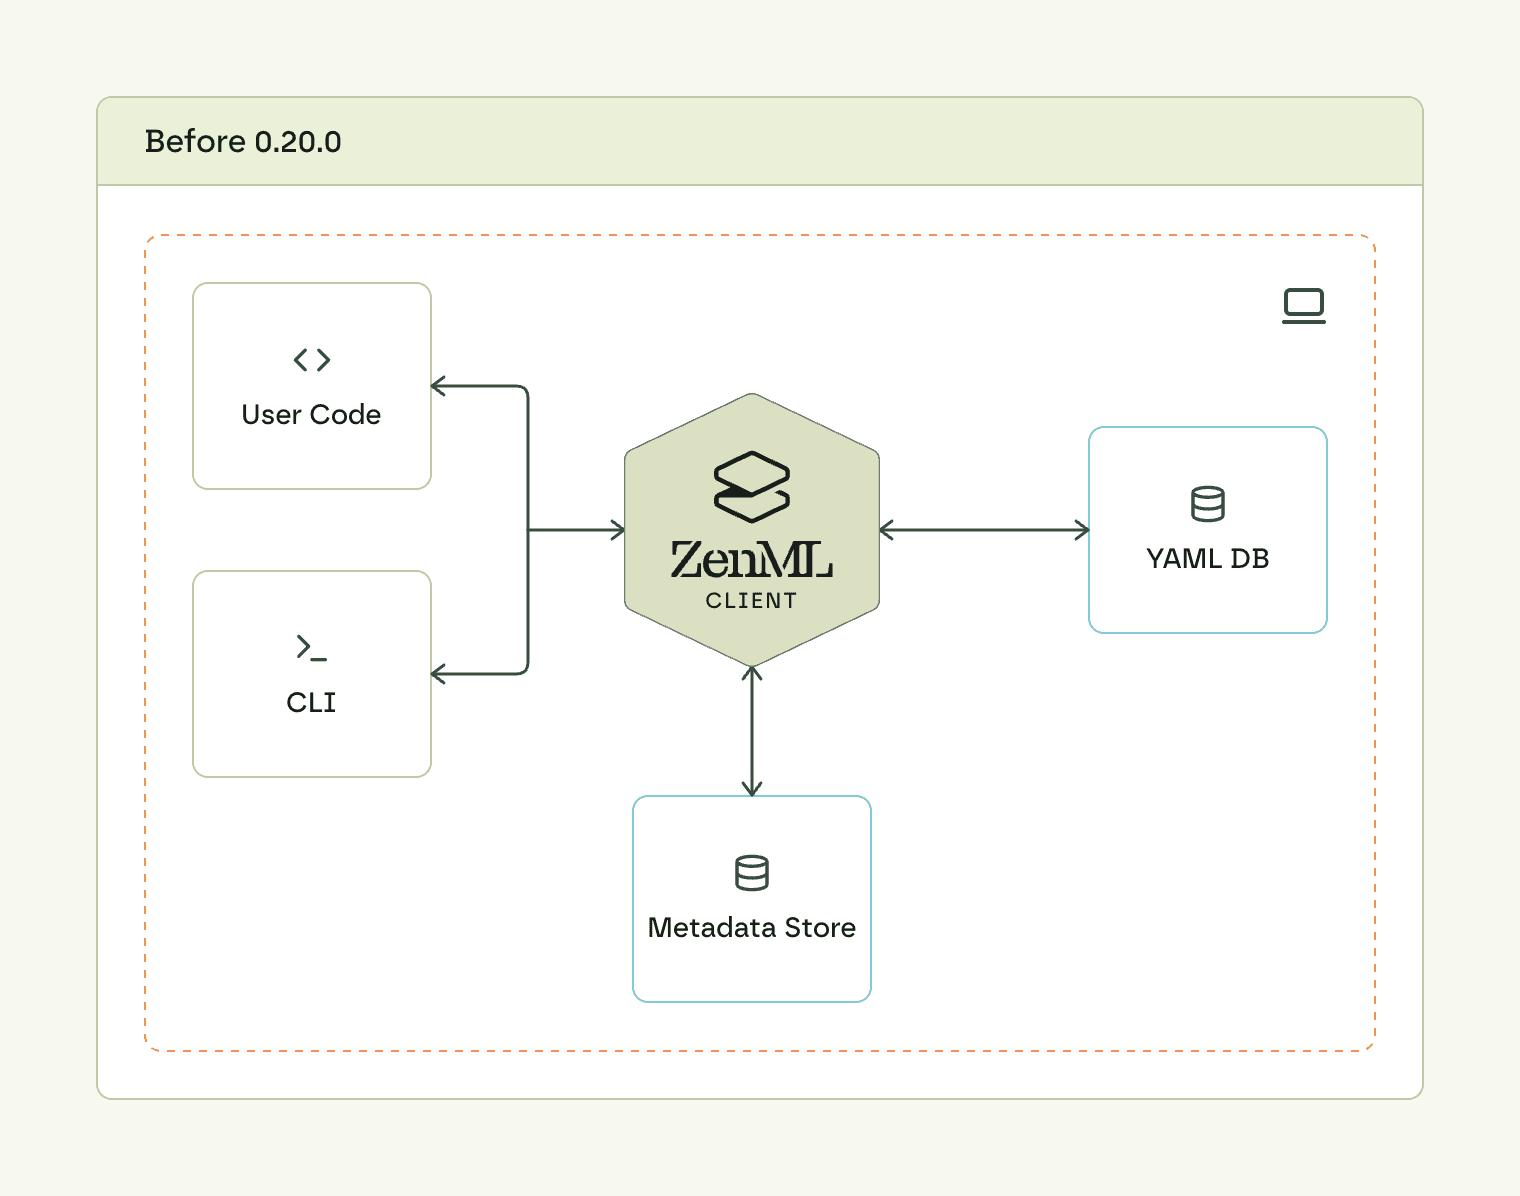 Before 0.20.0
User Code
ZenML
CLIENT
YAML DB
CLI
Metadata Store